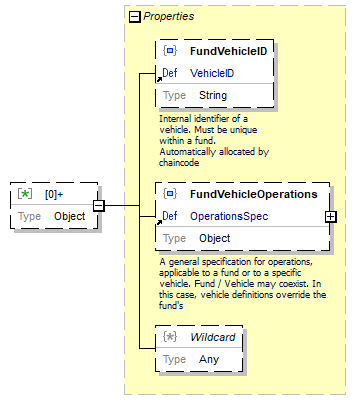 Properties
FundVehicleID
Def VehicleID
Type String
Internal identifier of a
vehicle. Must be unique
within a fund.
Automatically allocated by
chaincode
[0]+
Type Object
FundVehicleOperations
Def OperationsSpec
Type Object
A general specification for operations,
applicable to a fund or to a specific
vehicle. Fund / Vehicle may coexist. In
this case, vehicle definitions override the
fund's
Wildcard
Type Any